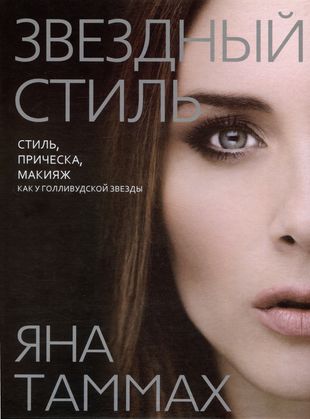 ЗВЕЗДНЫЙ
СТИЛЬ
СТИЛЬ,
ПРИЧЕСКА,
МАКИЯЖ
КАК У ГОЛЛИВУДСКОЙ ЗВЕЗДЫ
ЯНА
ТАММАХ